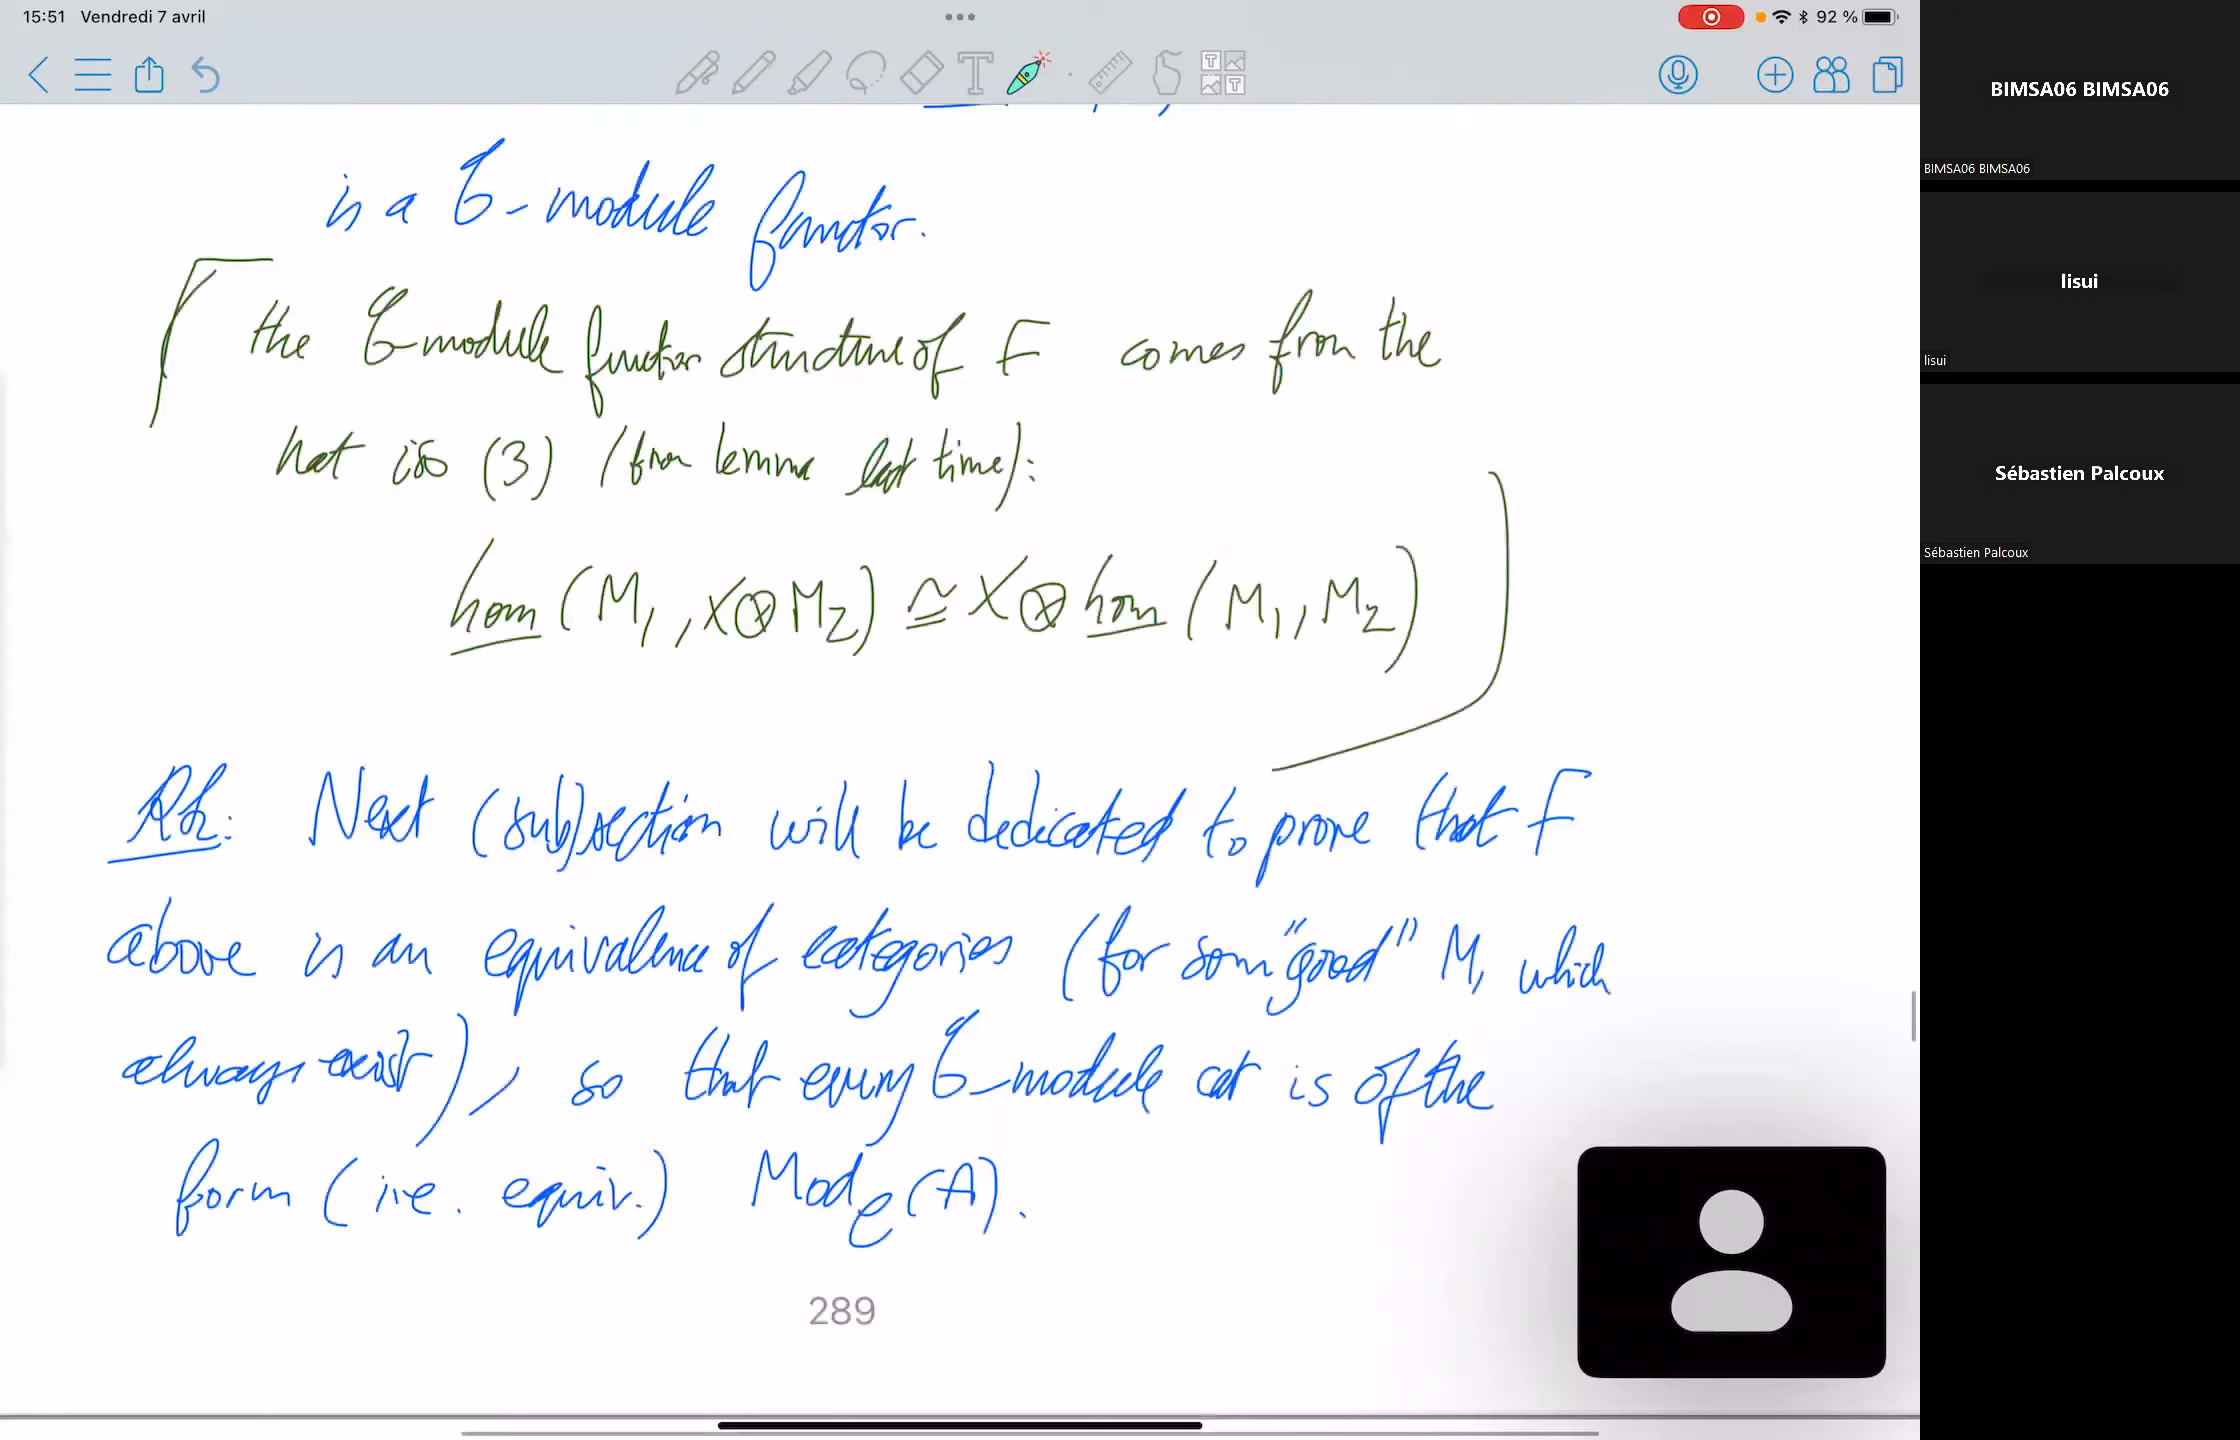 15:51 Vendredi 7 avril
92 %
is a C-module functor.
the C-module functor structure of F comes from the
nat iso (3) (from lemma last time):
hom (M₁, X⊗M₂) ≅ X⊗hom (M₁, M₂)
Rk: Next (sub)section will be dedicated to prove that F
above is an equivalence of categories (for som "good" M, which
always exist), so that every C-module cat is of the
form (i.e. equiv.) Mod_C (A).
289
BIMSA06 BIMSA06
BIMSA06 BIMSA06
lisui
lisui
Sébastien Palcoux
Sébastien Palcoux